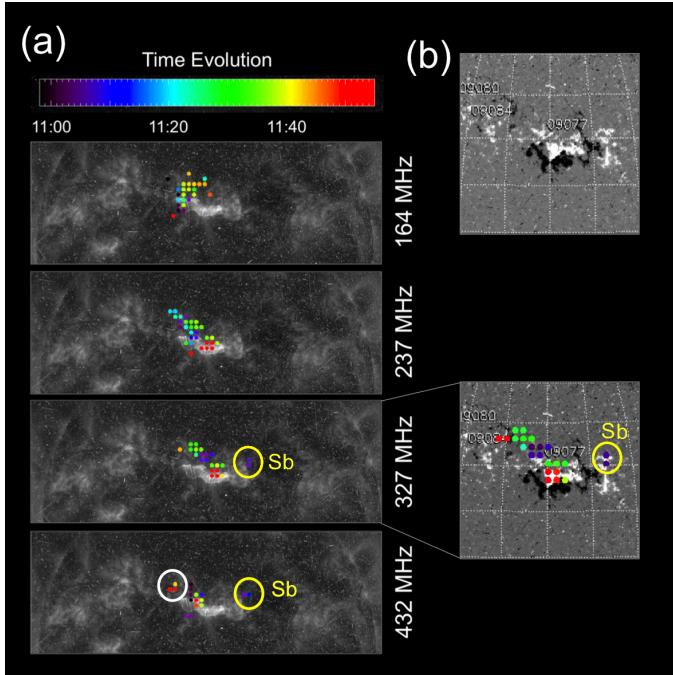 (a)
Time Evolution
11:00 11:20 11:40
164 MHz
237 MHz
Sb
327 MHz
Sb
432 MHz
(b)
09080
09084
09077
9080
09077
Sb